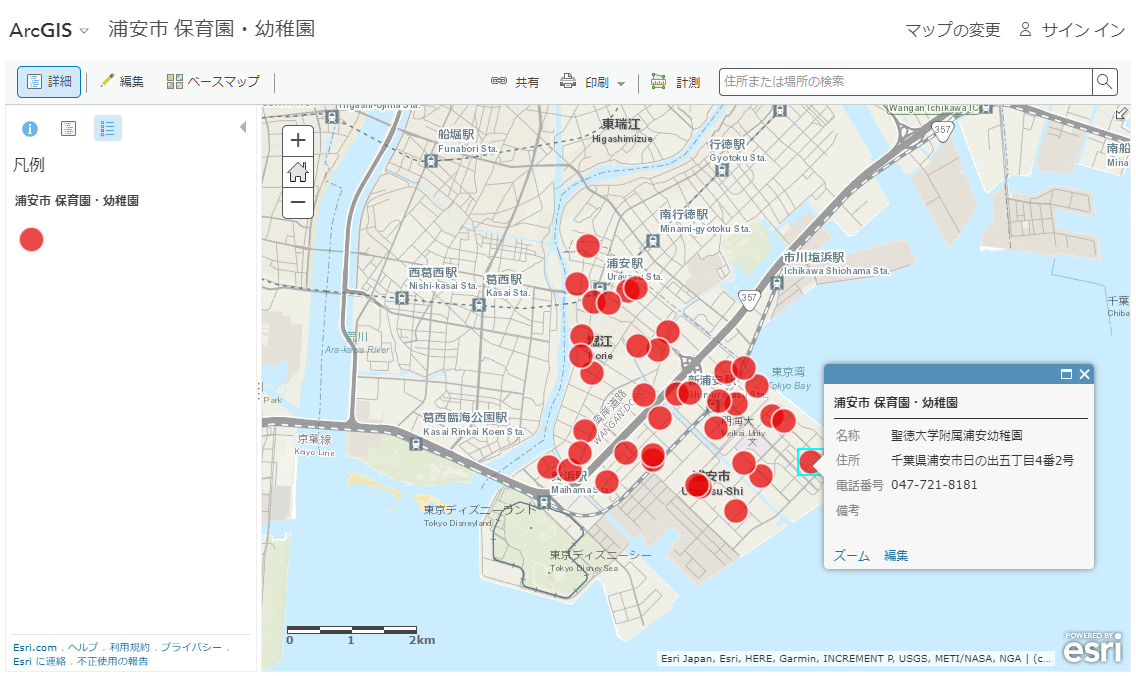 ArcGIS 浦安市 保育園・幼稚園
マップの変更 サイン イン
詳細 編集 ベースマップ 共有 印刷 計測 住所または場所の検索
凡例
浦安市 保育園・幼稚園
Esri.com . ヘルプ . 利用規約 . プライバシー .
Esri に連絡 . 不正使用の報告
+
−
船堀駅
Funabori Sta.
東瑞江
Higashimizue
行徳駅
Gyotoku Sta.
Wangan Ichikawa IC
357
南船
Mina
南行徳駅
Minami-gyotoku Sta.
浦安駅
市川塩浜駅
Ichikawa Shiohama Sta.
西葛西駅
Nishi-kasai Sta.
葛西駅
Kasai Sta.
357
千葉
Chiba
荒川
Ara-kawa River
堀江
東京湾
Tokyo Bay
Park
新浦安駅
湾岸道路
葛西臨海公園駅
Kasai Rinkai Koen Sta.
明海大
京葉線
Keiyo Line
浦安市
Maihama Sta.
東京ディズニーランド
Tokyo Disneyland
東京ディズニーシー
Tokyo DisneySea
浦安市 保育園・幼稚園
名称 聖徳大学附属浦安幼稚園
住所 千葉県浦安市日の出五丁目4番2号
電話番号 047-721-8181
備考
ズーム 編集
0 1 2km
Esri Japan, Esri, HERE, Garmin, INCREMENT P, USGS, METI/NASA, NGA | (c...
POWERED BY
esri